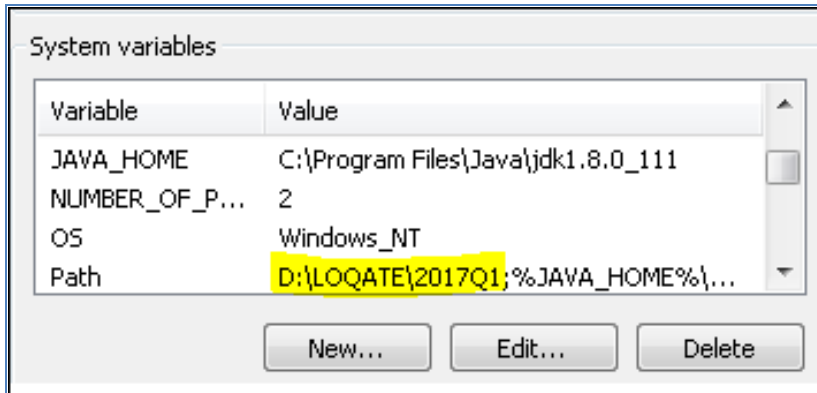 System variables
Variable Value
JAVA_HOME C:\Program Files\Java\jdk1.8.0_111
NUMBER_OF_P... 2
OS Windows_NT
Path D:\LOQATE\2017Q1;%JAVA_HOME%\...
New... Edit... Delete